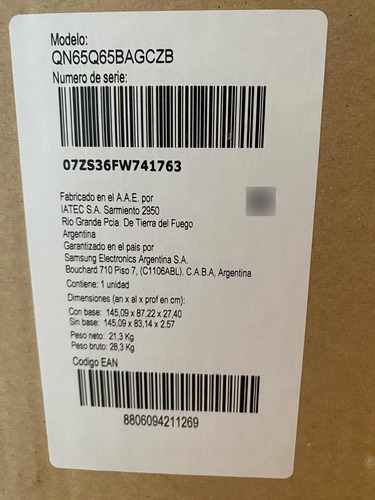 Modelo:
QN65Q65BAGCZB
Numero de serie:
07ZS36FW741763
Fabricado en el A.A.E. por
IATEC S.A. Sarmiento 2950
Rio Grande Pcia. De Tierra del Fuego
Argentina
Garantizado en el pais por
Samsung Electronics Argentina S.A.
Bouchard 710 Piso 7, (C1106ABL). C.A.B.A, Argentina
Contiene: 1 unidad
Dimensiones (an x al x prof en cm):
Con base: 145,09 x 87,22 x 27,40
Sin base: 145,09 x 83,14 x 2.57
Peso neto: 21,3 Kg
Peso bruto: 28,3 Kg
Codigo EAN
8806094211269